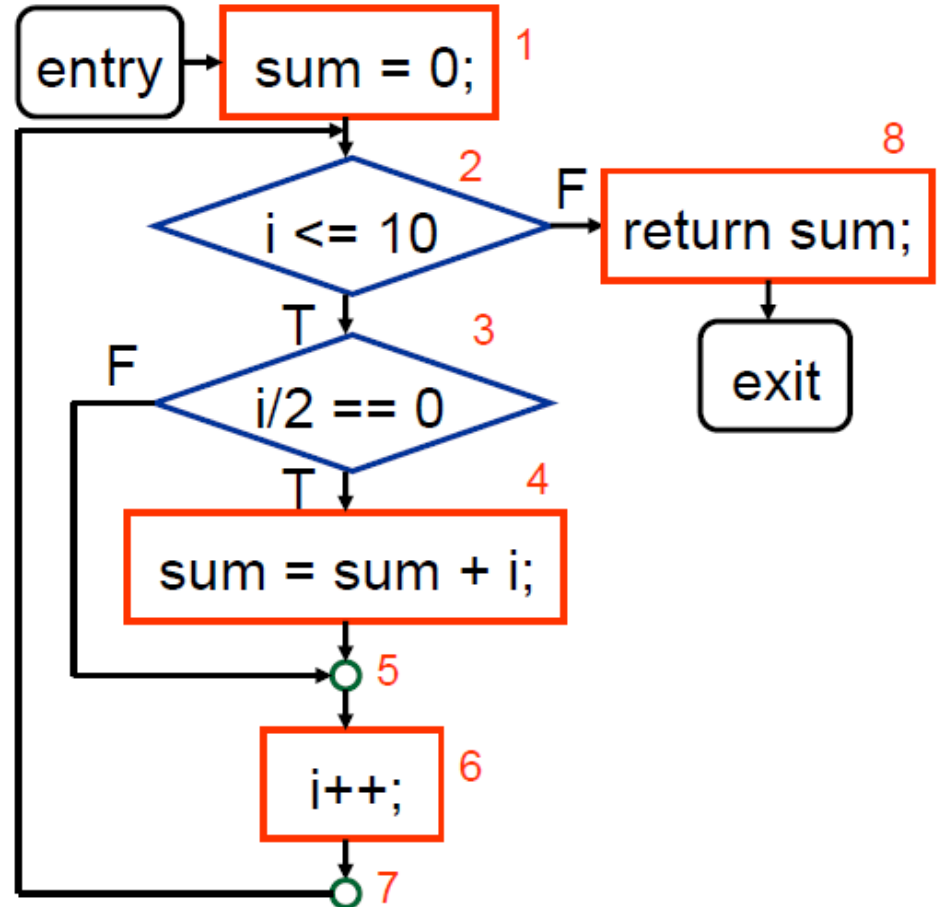 entry
sum = 0;
1
2
i <= 10
F
8
return sum;
T
3
exit
F
i/2 == 0
T
4
sum = sum + i;
5
6
i++;
7